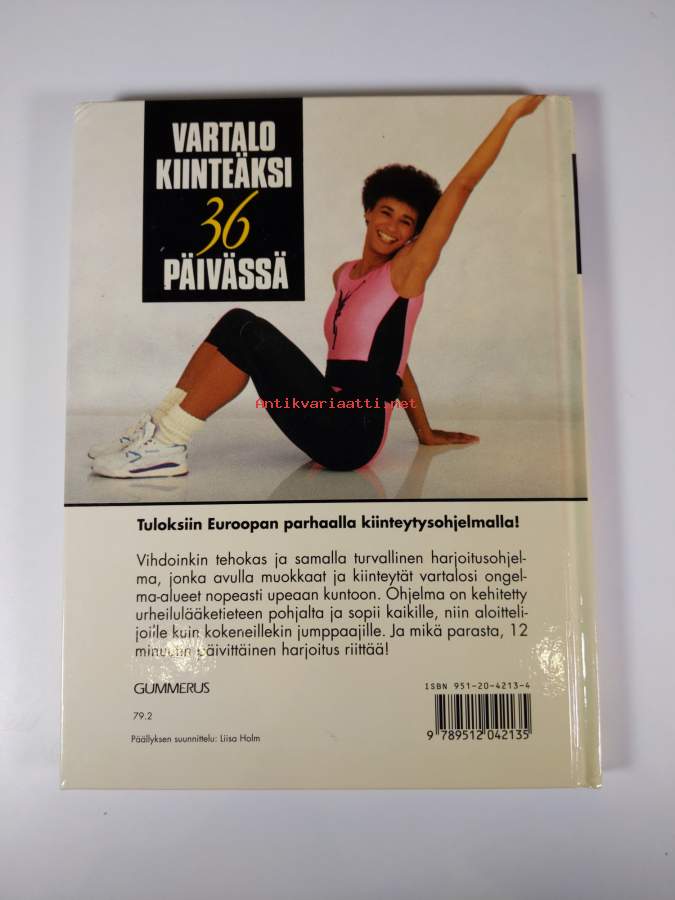 VARTALO
KIINTEÄKSI
36
PÄIVÄSSÄ
Antikvariaatti.net
Tuloksiin Euroopan parhaalla kiinteytysohjelmalla!
Vihdoinkin tehokas ja samalla turvallinen harjoitusohjel-
ma, jonka avulla muokkaat ja kiinteytät vartalosi ongel-
ma-alueet nopeasti upeaan kuntoon. Ohjelma on kehitetty
urheilulääketieteen pohjalta ja sopii kaikille, niin aloitteli-
joille kuin kokeneillekin jumppaajille. Ja mikä parasta, 12
minuutin päivittäinen harjoitus riittää!
GUMMERUS
ISBN 951-20-4213-4
79.2
Päällyksen suunnittelu: Liisa Holm
9 789512 042135